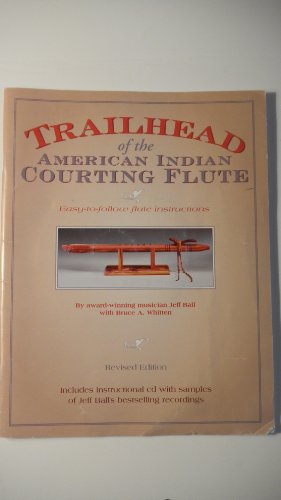 TRAILHEAD
of the
AMERICAN INDIAN
COURTING FLUTE
Easy-to-follow flute instructions
By award-winning musician Jeff Ball
with Bruce A. Whitten
Revised Edition
Includes instructional cd with samples
of Jeff Ball's bestselling recordings